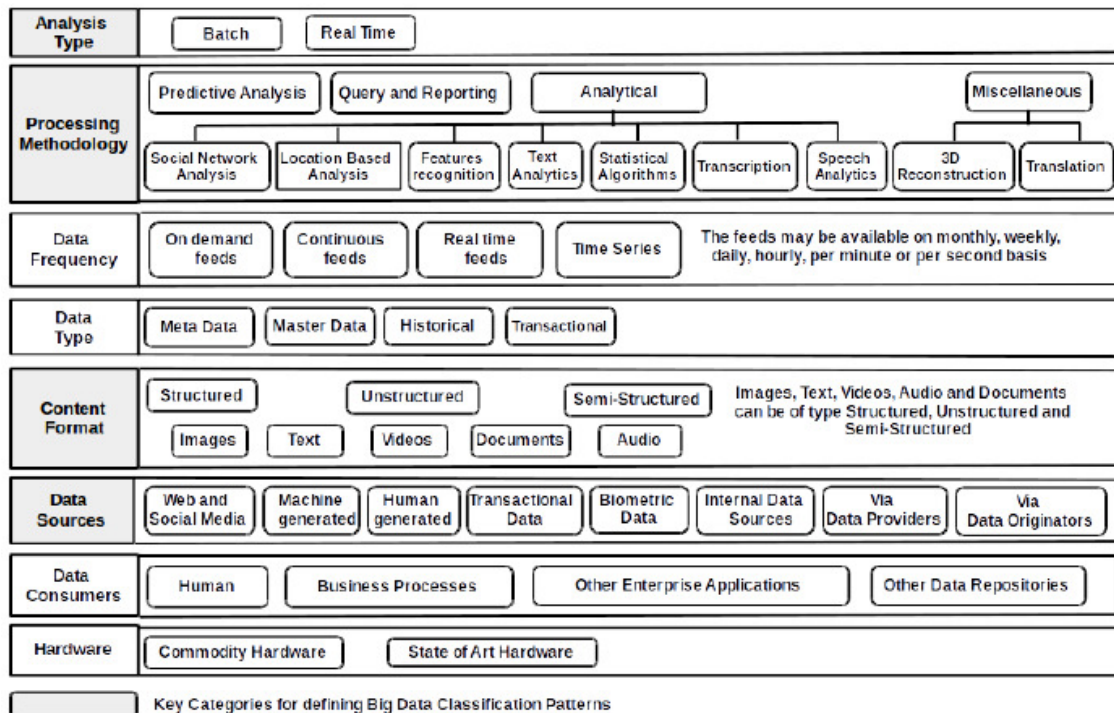 Analysis
Type
Batch
Real Time
Processing
Methodology
Predictive Analysis
Query and Reporting
Analytical
Miscellaneous
Social Network
Analysis
Location Based
Analysis
Features
recognition
Text
Analytics
Statistical
Algorithms
Transcription
Speech
Analytics
3D
Reconstruction
Translation
Data
Frequency
On demand
feeds
Continuous
feeds
Real time
feeds
Time Series
The feeds may be available on monthly, weekly,
daily, hourly, per minute or per second basis
Data
Type
Meta Data
Master Data
Historical
Transactional
Content
Format
Structured
Unstructured
Semi-Structured
Images
Text
Videos
Documents
Audio
Images, Text, Videos, Audio and Documents
can be of type Structured, Unstructured and
Semi-Structured
Data
Sources
Web and
Social Media
Machine
generated
Human
generated
Transactional
Data
Biometric
Data
Internal Data
Sources
Via
Data Providers
Via
Data Originators
Data
Consumers
Human
Business Processes
Other Enterprise Applications
Other Data Repositories
Hardware
Commodity Hardware
State of Art Hardware
Key Categories for defining Big Data Classification Patterns